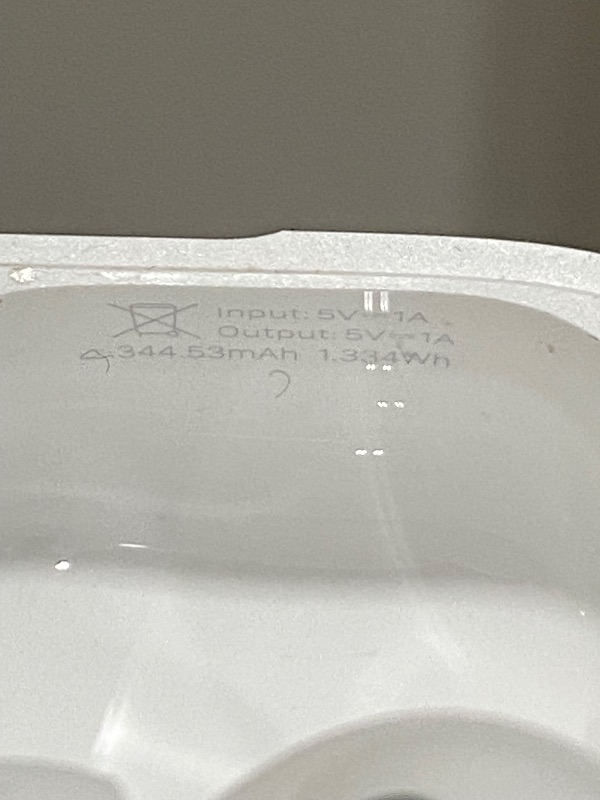 Input: 5V⎓1A
Output: 5V⎓1A
344.53mAh 1.334Wh